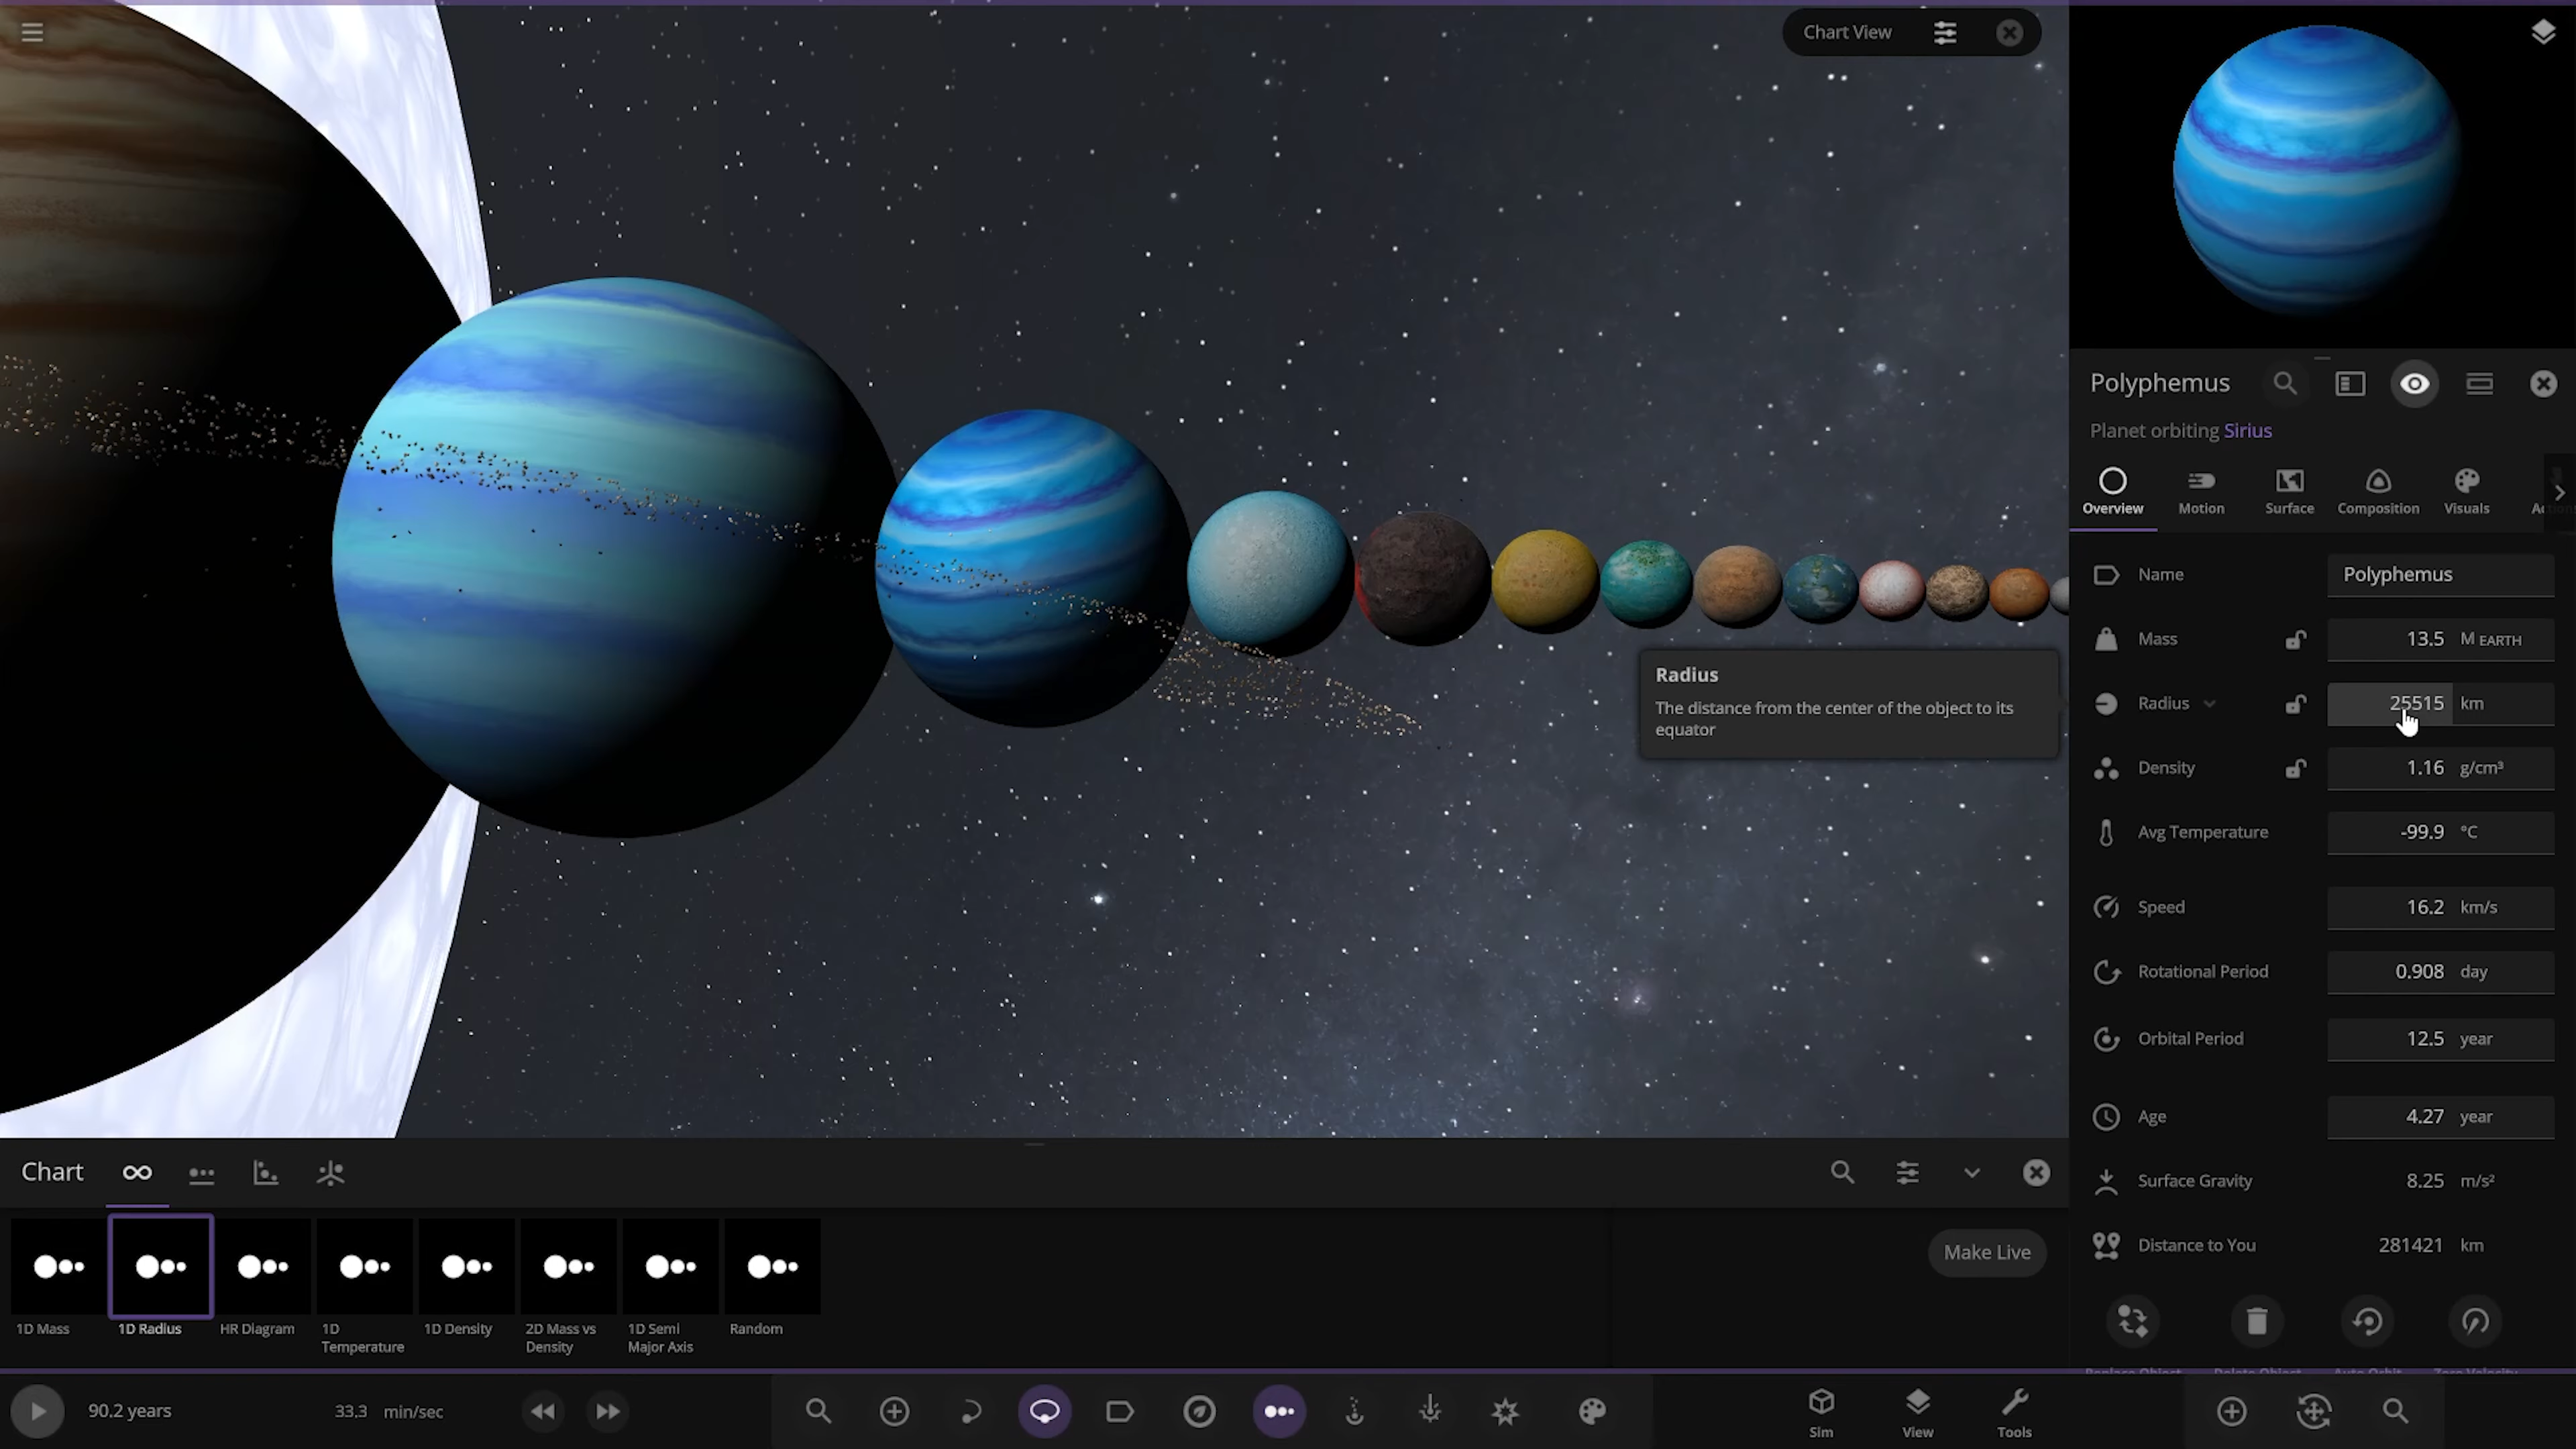 Chart View
Polyphemus
Planet orbiting Sirius
Overview
Motion
Surface
Composition
Visuals
Name
Polyphemus
Mass
13.5 M EARTH
Radius
25515 km
Density
1.16 g/cm³
Avg Temperature
-99.9 °C
Speed
16.2 km/s
Rotational Period
0.908 day
Orbital Period
12.5 year
Age
4.27 year
Surface Gravity
8.25 m/s²
Distance to You
281421 km
Radius
The distance from the center of the object to its
equator
Chart
Make Live
1D Mass
1D Radius
HR Diagram
1D
Temperature
1D Density
2D Mass vs
Density
1D Semi
Major Axis
Random
90.2 years
33.3 min/sec
Sim
View
Tools